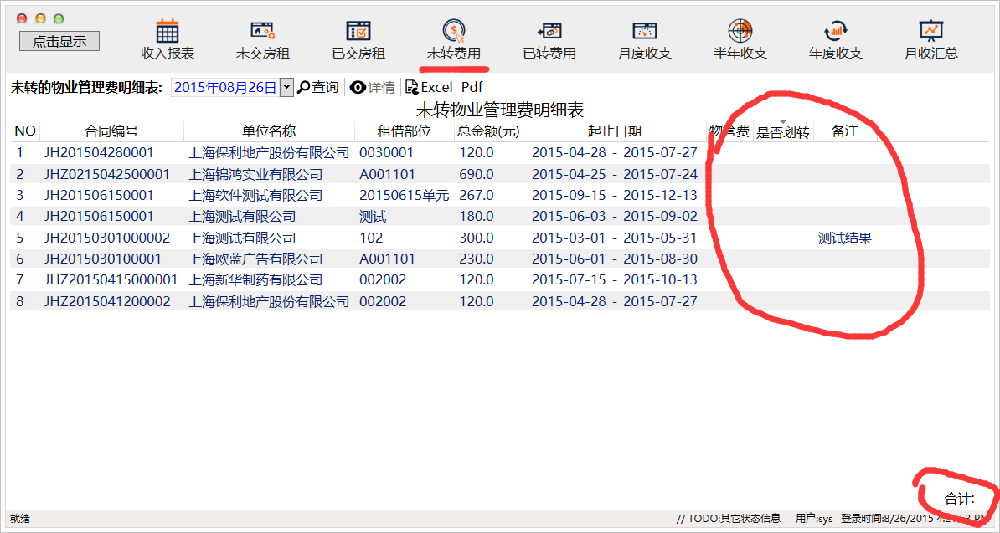 点击显示
收入报表 未交房租 已交房租 未转费用 已转费用 月度收支 半年收支 年度收支 月收汇总
未转的物业管理费明细表: 2015年08月26日 查询 详情 Excel Pdf
未转物业管理费明细表
NO 合同编号 单位名称 租借部位 总金额(元) 起止日期 物管费 是否划转 备注
1 JH201504280001 上海保利地产股份有限公司 0030001 120.0 2015-04-28 - 2015-07-27
2 JHZ0215042500001 上海锦鸿实业有限公司 A001101 690.0 2015-04-25 - 2015-07-24
3 JH201506150001 上海软件测试有限公司 20150615单元 267.0 2015-09-15 - 2015-12-13
4 JH201506150001 上海测试有限公司 测试 180.0 2015-06-03 - 2015-09-02
5 JH20150301000002 上海测试有限公司 102 300.0 2015-03-01 - 2015-05-31 测试结果
6 JH20150301​00001 上海欧蓝广告有限公司 A001101 230.0 2015-06-01 - 2015-08-30
7 JHZ20150415000001 上海新华制药有限公司 002002 120.0 2015-07-15 - 2015-10-13
8 JHZ2015041200002 上海保利地产股份有限公司 002002 120.0 2015-04-28 - 2015-07-27
合计:
就绪 // TODO:其它状态信息 用户:sys 登录时间:8/26/2015 4:21:53 PM